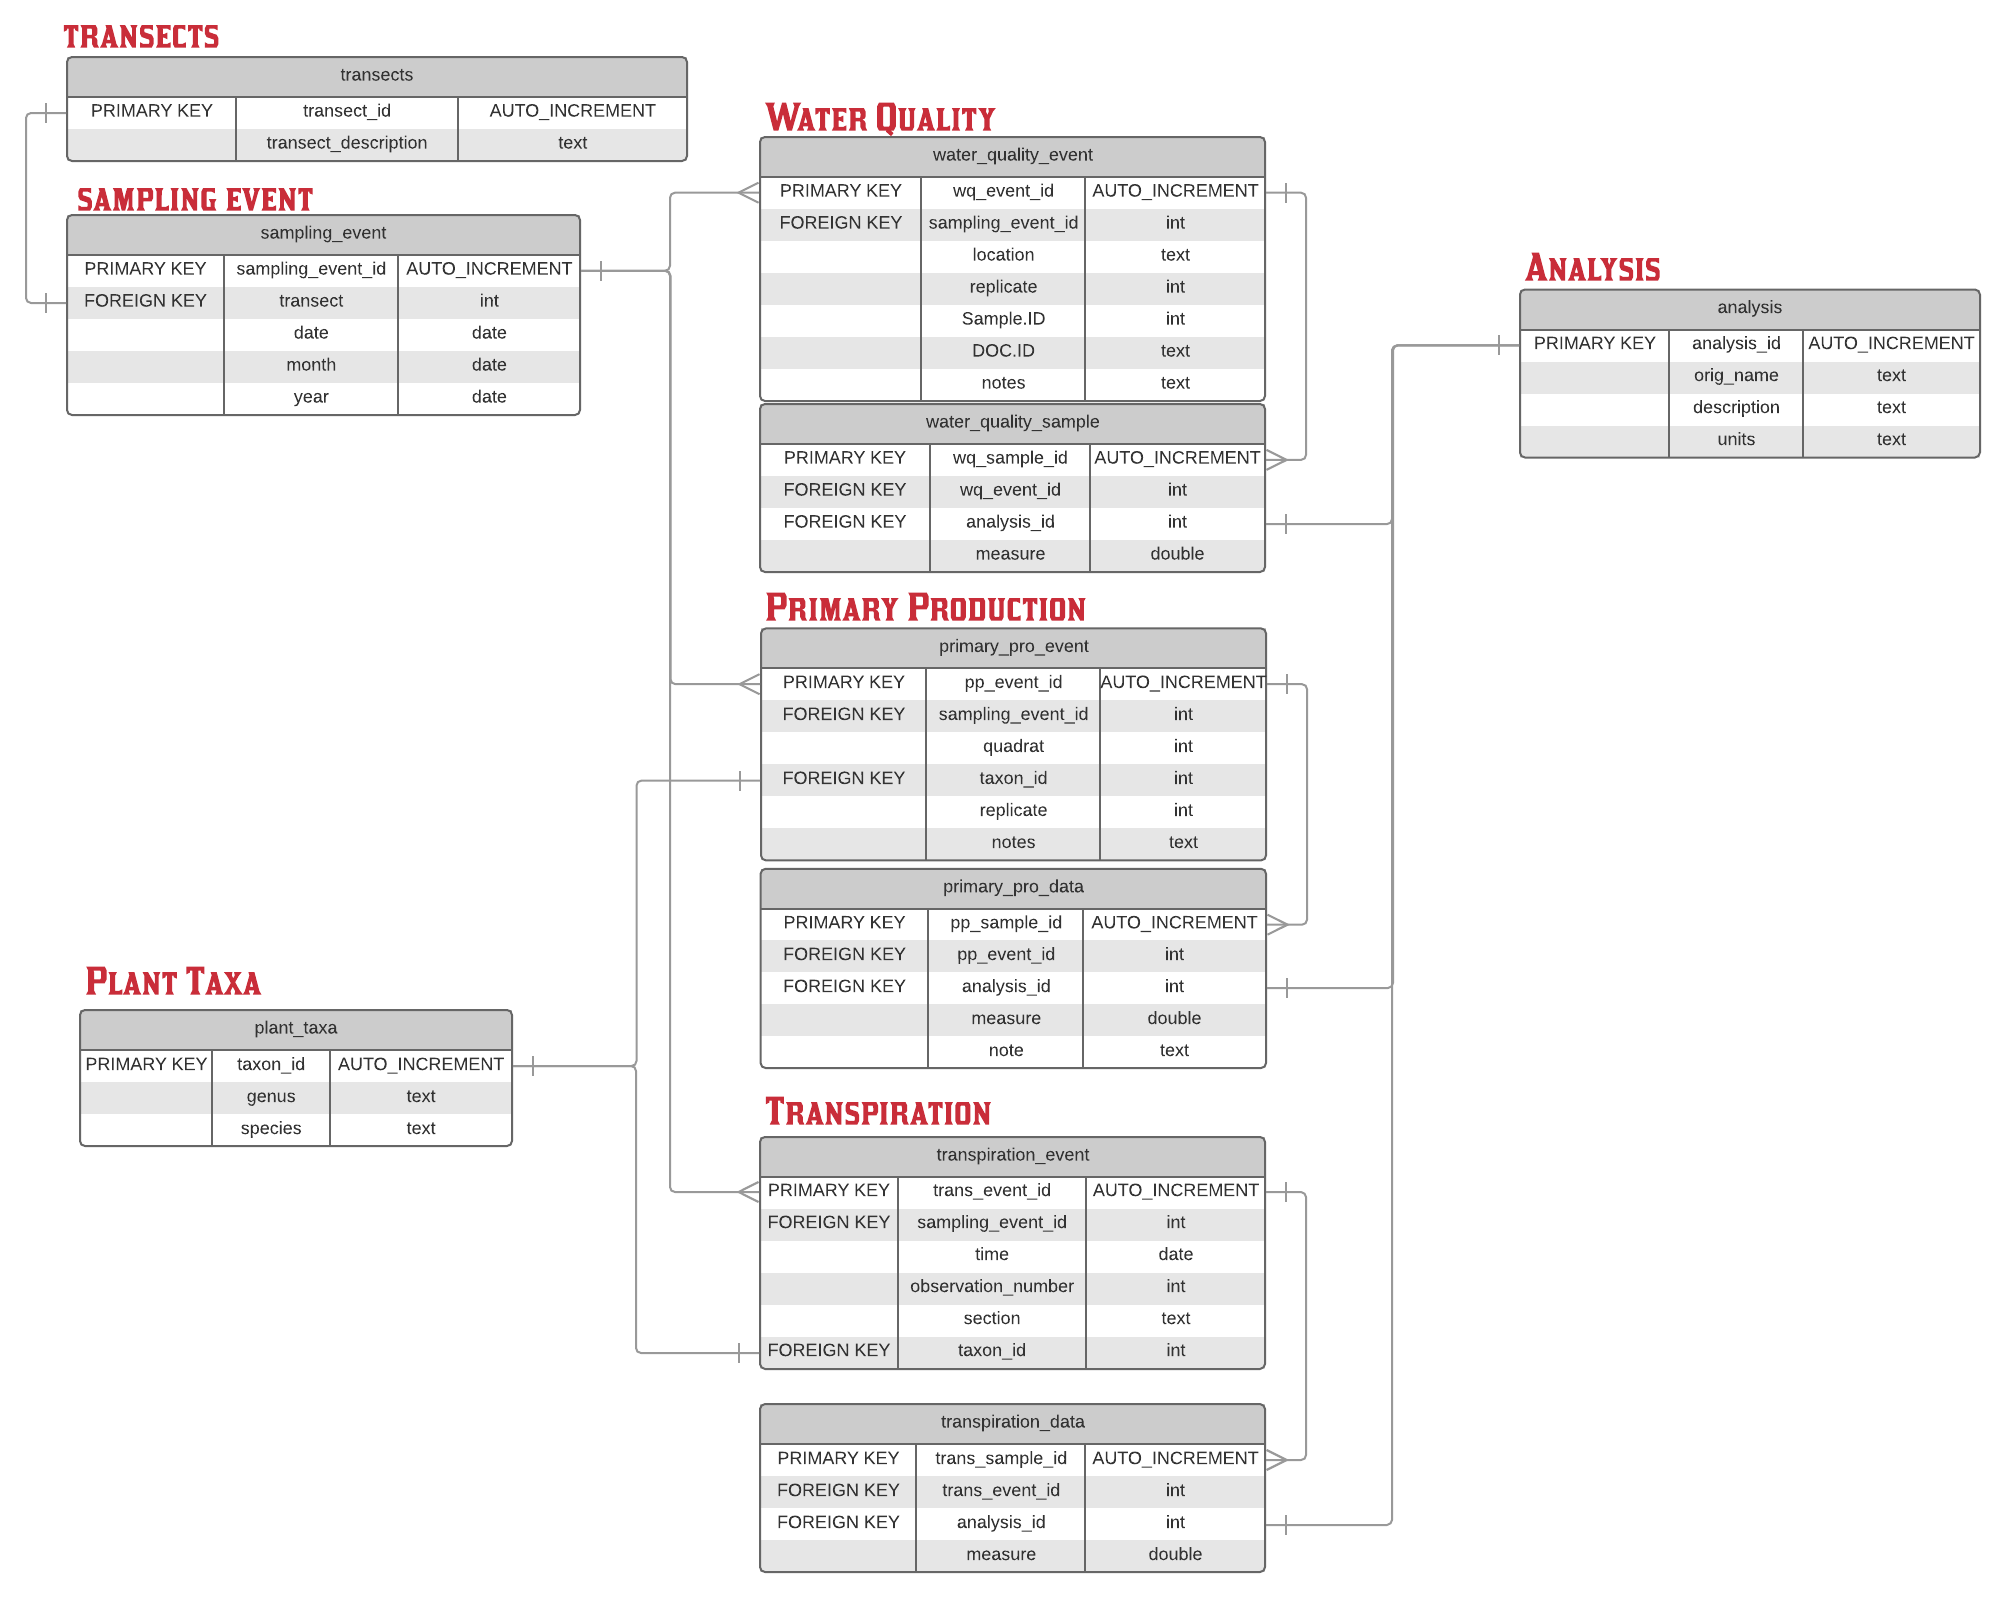 TRANSECTS
transects
PRIMARY KEY transect_id AUTO_INCREMENT
transect_description text
SAMPLING EVENT
sampling_event
PRIMARY KEY sampling_event_id AUTO_INCREMENT
FOREIGN KEY transect int
date date
month date
year date
WATER QUALITY
water_quality_event
PRIMARY KEY wq_event_id AUTO_INCREMENT
FOREIGN KEY sampling_event_id int
location text
replicate int
Sample.ID int
DOC.ID text
notes text
water_quality_sample
PRIMARY KEY wq_sample_id AUTO_INCREMENT
FOREIGN KEY wq_event_id int
FOREIGN KEY analysis_id int
measure double
ANALYSIS
analysis
PRIMARY KEY analysis_id AUTO_INCREMENT
orig_name text
description text
units text
PRIMARY PRODUCTION
primary_pro_event
PRIMARY KEY pp_event_id AUTO_INCREMENT
FOREIGN KEY sampling_event_id int
quadrat int
FOREIGN KEY taxon_id int
replicate int
notes text
primary_pro_data
PRIMARY KEY pp_sample_id AUTO_INCREMENT
FOREIGN KEY pp_event_id int
FOREIGN KEY analysis_id int
measure double
note text
PLANT TAXA
plant_taxa
PRIMARY KEY taxon_id AUTO_INCREMENT
genus text
species text
TRANSPIRATION
transpiration_event
PRIMARY KEY trans_event_id AUTO_INCREMENT
FOREIGN KEY sampling_event_id int
time date
observation_number int
section text
FOREIGN KEY taxon_id int
transpiration_data
PRIMARY KEY trans_sample_id AUTO_INCREMENT
FOREIGN KEY trans_event_id int
FOREIGN KEY analysis_id int
measure double